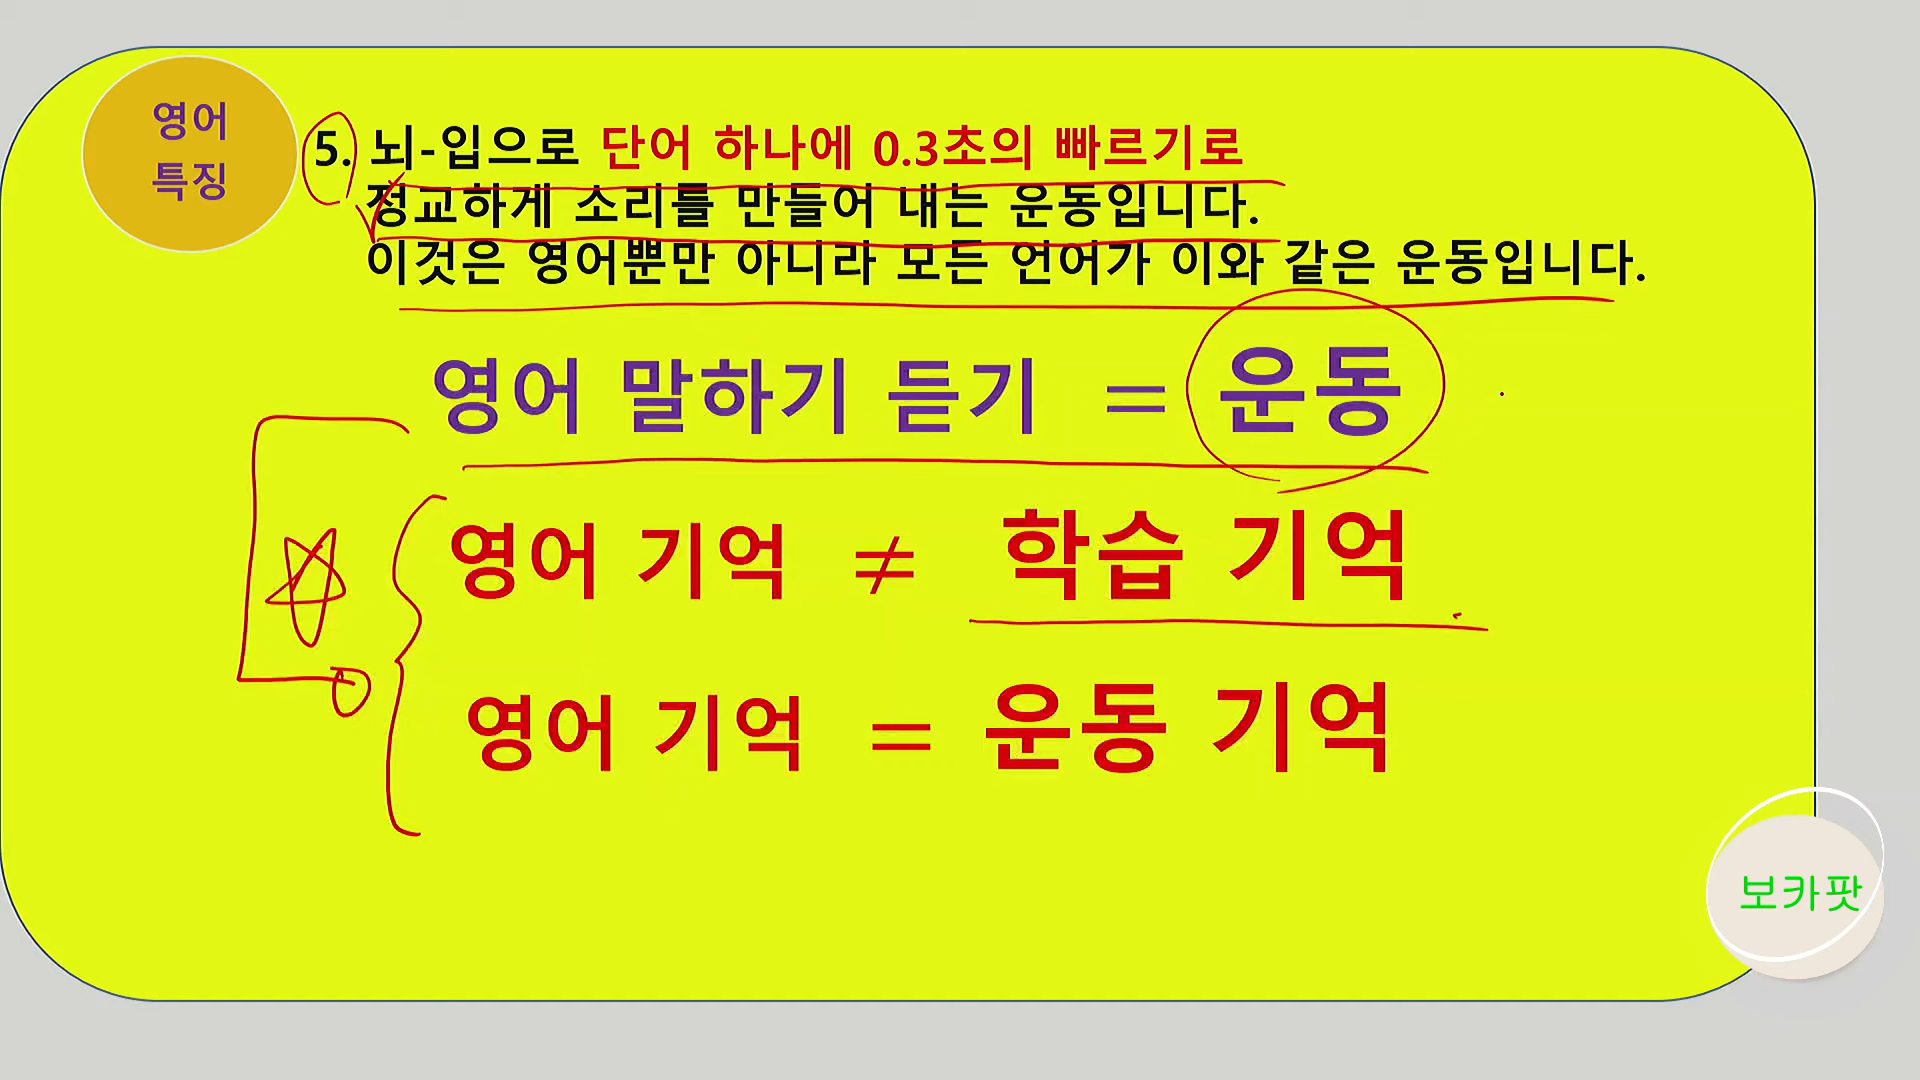 영어
특징
5. 뇌-입으로 단어 하나에 0.3초의 빠르기로
정교하게 소리를 만들어 내는 운동입니다.
이것은 영어뿐만 아니라 모든 언어가 이와 같은 운동입니다.
영어 말하기 듣기 = 운동
영어 기억 ≠ 학습 기억
영어 기억 = 운동 기억
보카팟